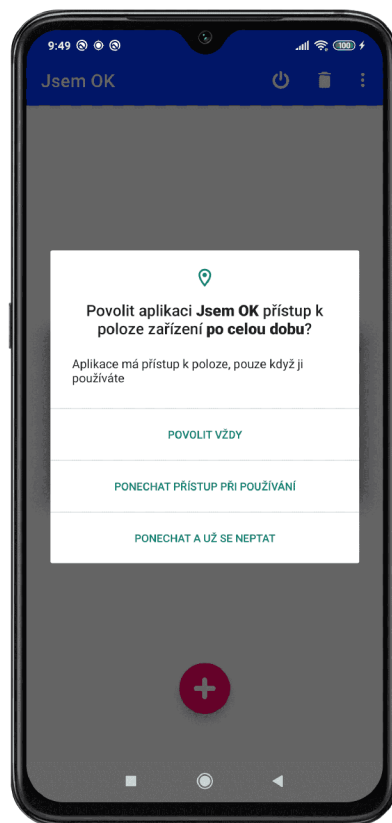 9:49
100
Jsem OK
Povolit aplikaci Jsem OK přístup k
poloze zařízení po celou dobu?
Aplikace má přístup k poloze, pouze když ji
používáte
POVOLIT VŽDY
PONECHAT PŘÍSTUP PŘI POUŽÍVÁNÍ
PONECHAT A UŽ SE NEPTAT